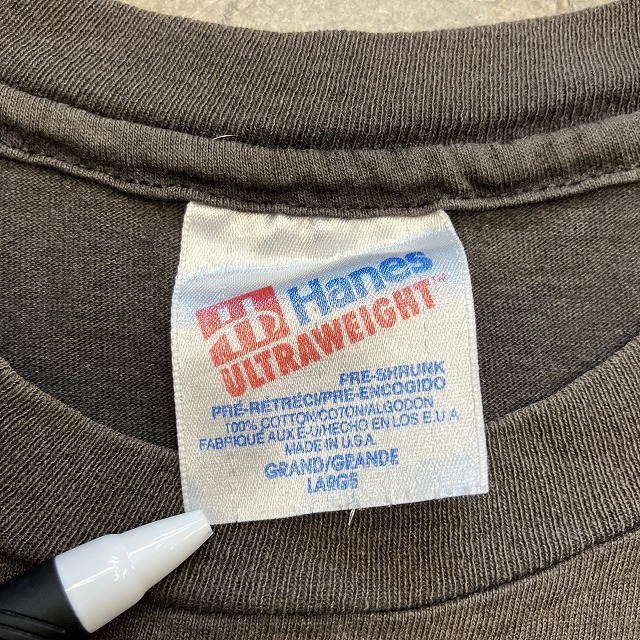 Hanes
ULTRAWEIGHT™
PRE-SHRUNK
PRÉ-RÉTRÉCI/PRE-ENCOGIDO
100% COTTON/COTON/ALGODON
FABRIQUÉ AUX E-U/HECHO EN LOS E.U.A.
MADE IN U.S.A.
GRAND/GRANDE
LARGE